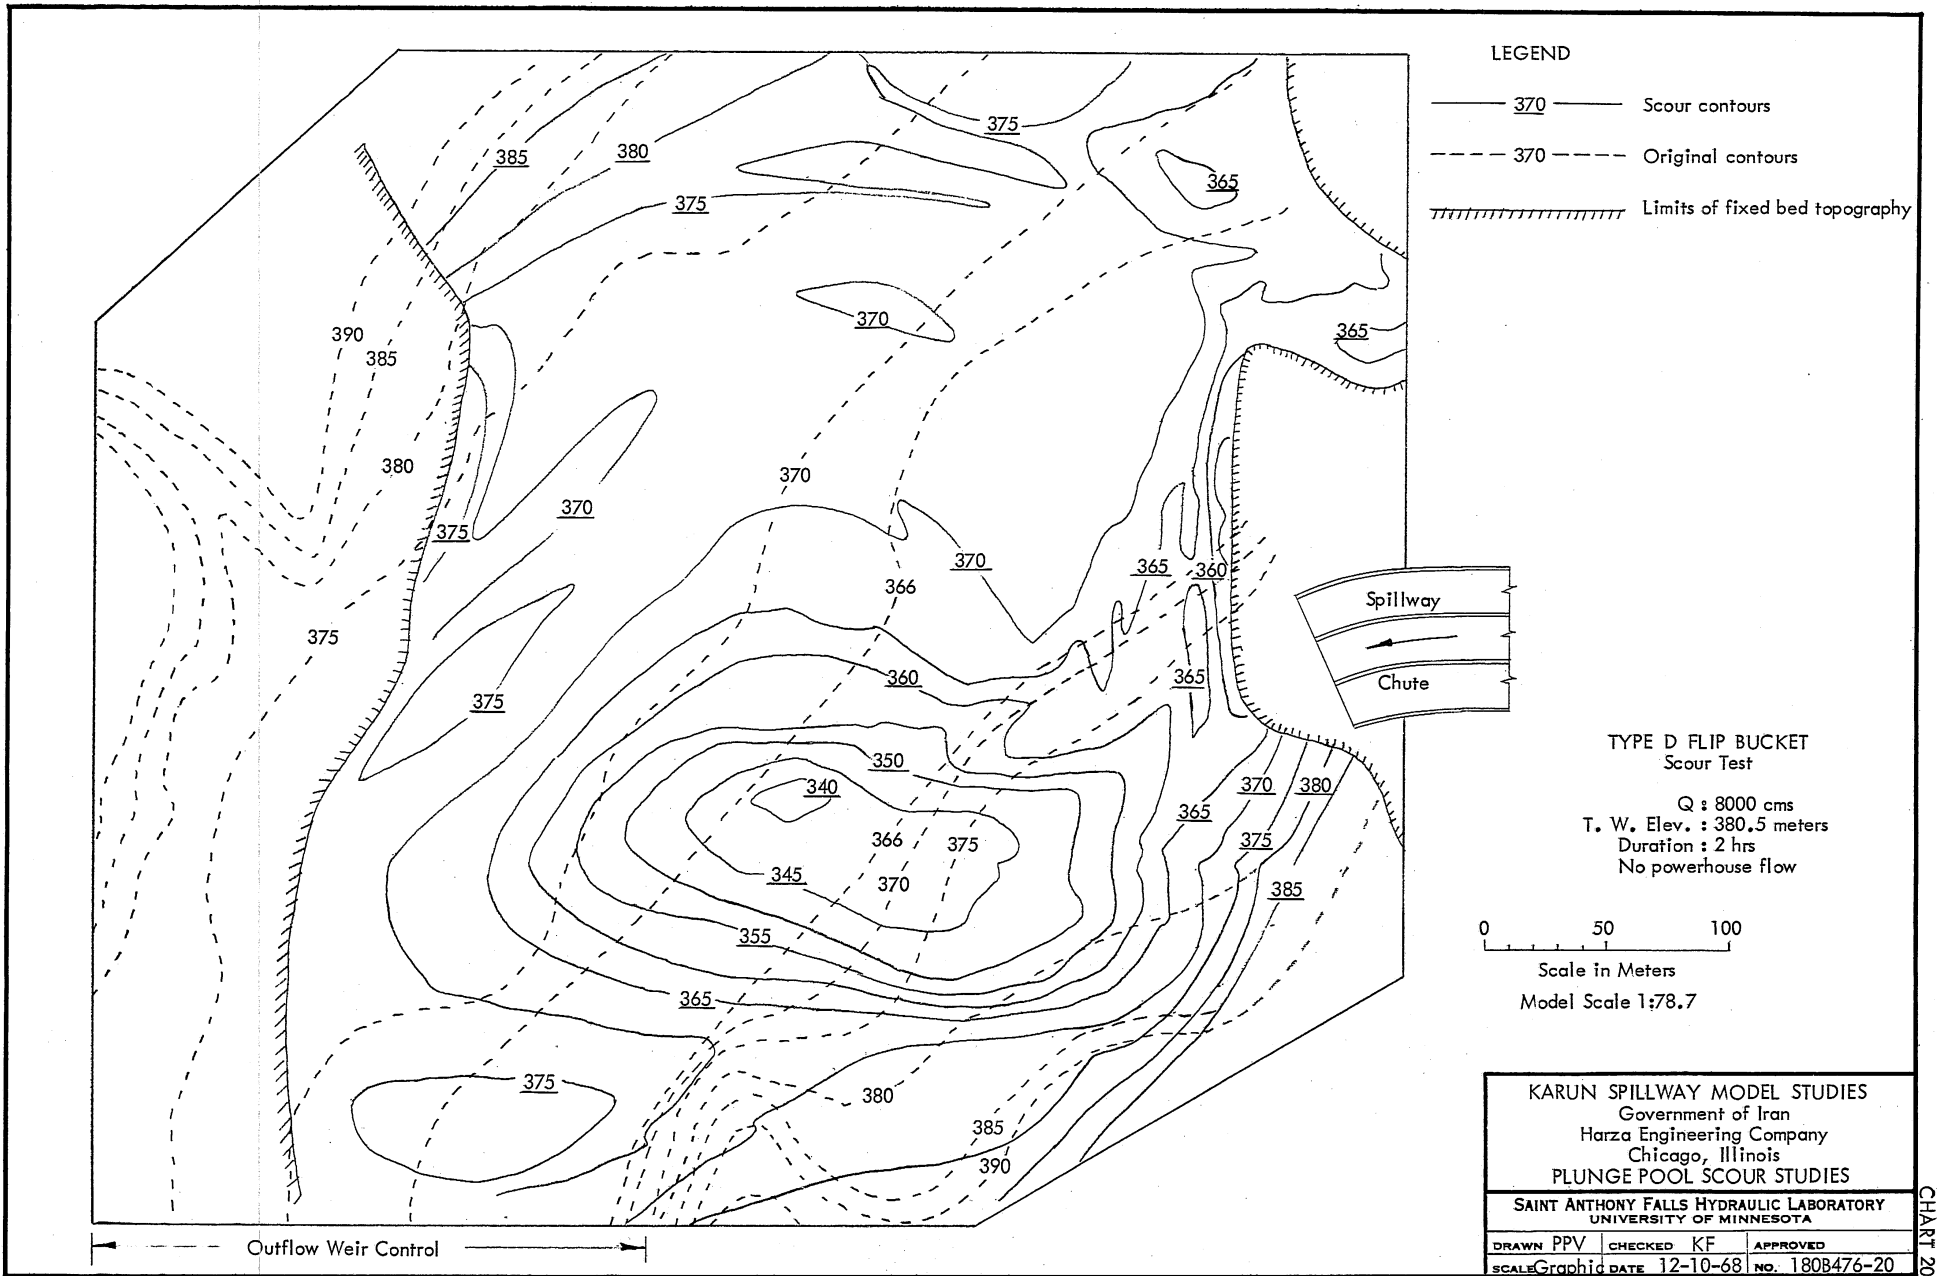 LEGEND
370 Scour contours
370 Original contours
Limits of fixed bed topography
375
385
380
365
375
370
365
390
385
380
370
375
370
370
366
365
360
375
375
360
365
Spillway
Chute
350
340
365
370
380
375
366
375
345
370
385
355
365
375
380
385
390
TYPE D FLIP BUCKET
Scour Test
Q : 8000 cms
T. W. Elev. : 380.5 meters
Duration : 2 hrs
No powerhouse flow
0 50 100
Scale in Meters
Model Scale 1:78.7
KARUN SPILLWAY MODEL STUDIES
Government of Iran
Harza Engineering Company
Chicago, Illinois
PLUNGE POOL SCOUR STUDIES
SAINT ANTHONY FALLS HYDRAULIC LABORATORY
UNIVERSITY OF MINNESOTA
DRAWN PPV CHECKED KF APPROVED
SCALE Graphic DATE 12-10-68 NO. 180B476-20
Outflow Weir Control
CHART 20